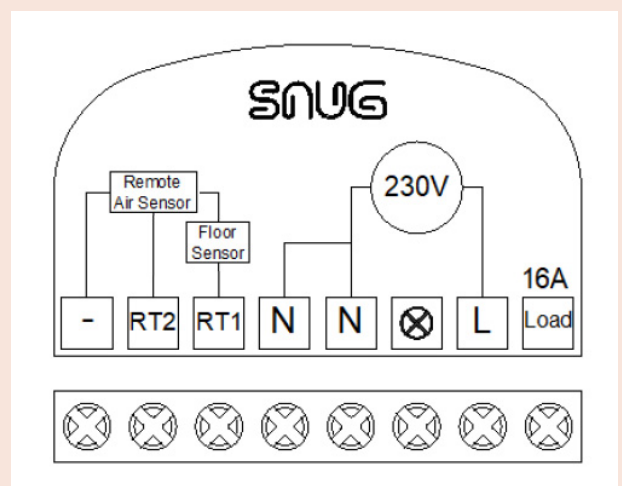 SNUG
Remote
Air Sensor
230V
Floor
Sensor
16A
- RT2 RT1 N N L Load